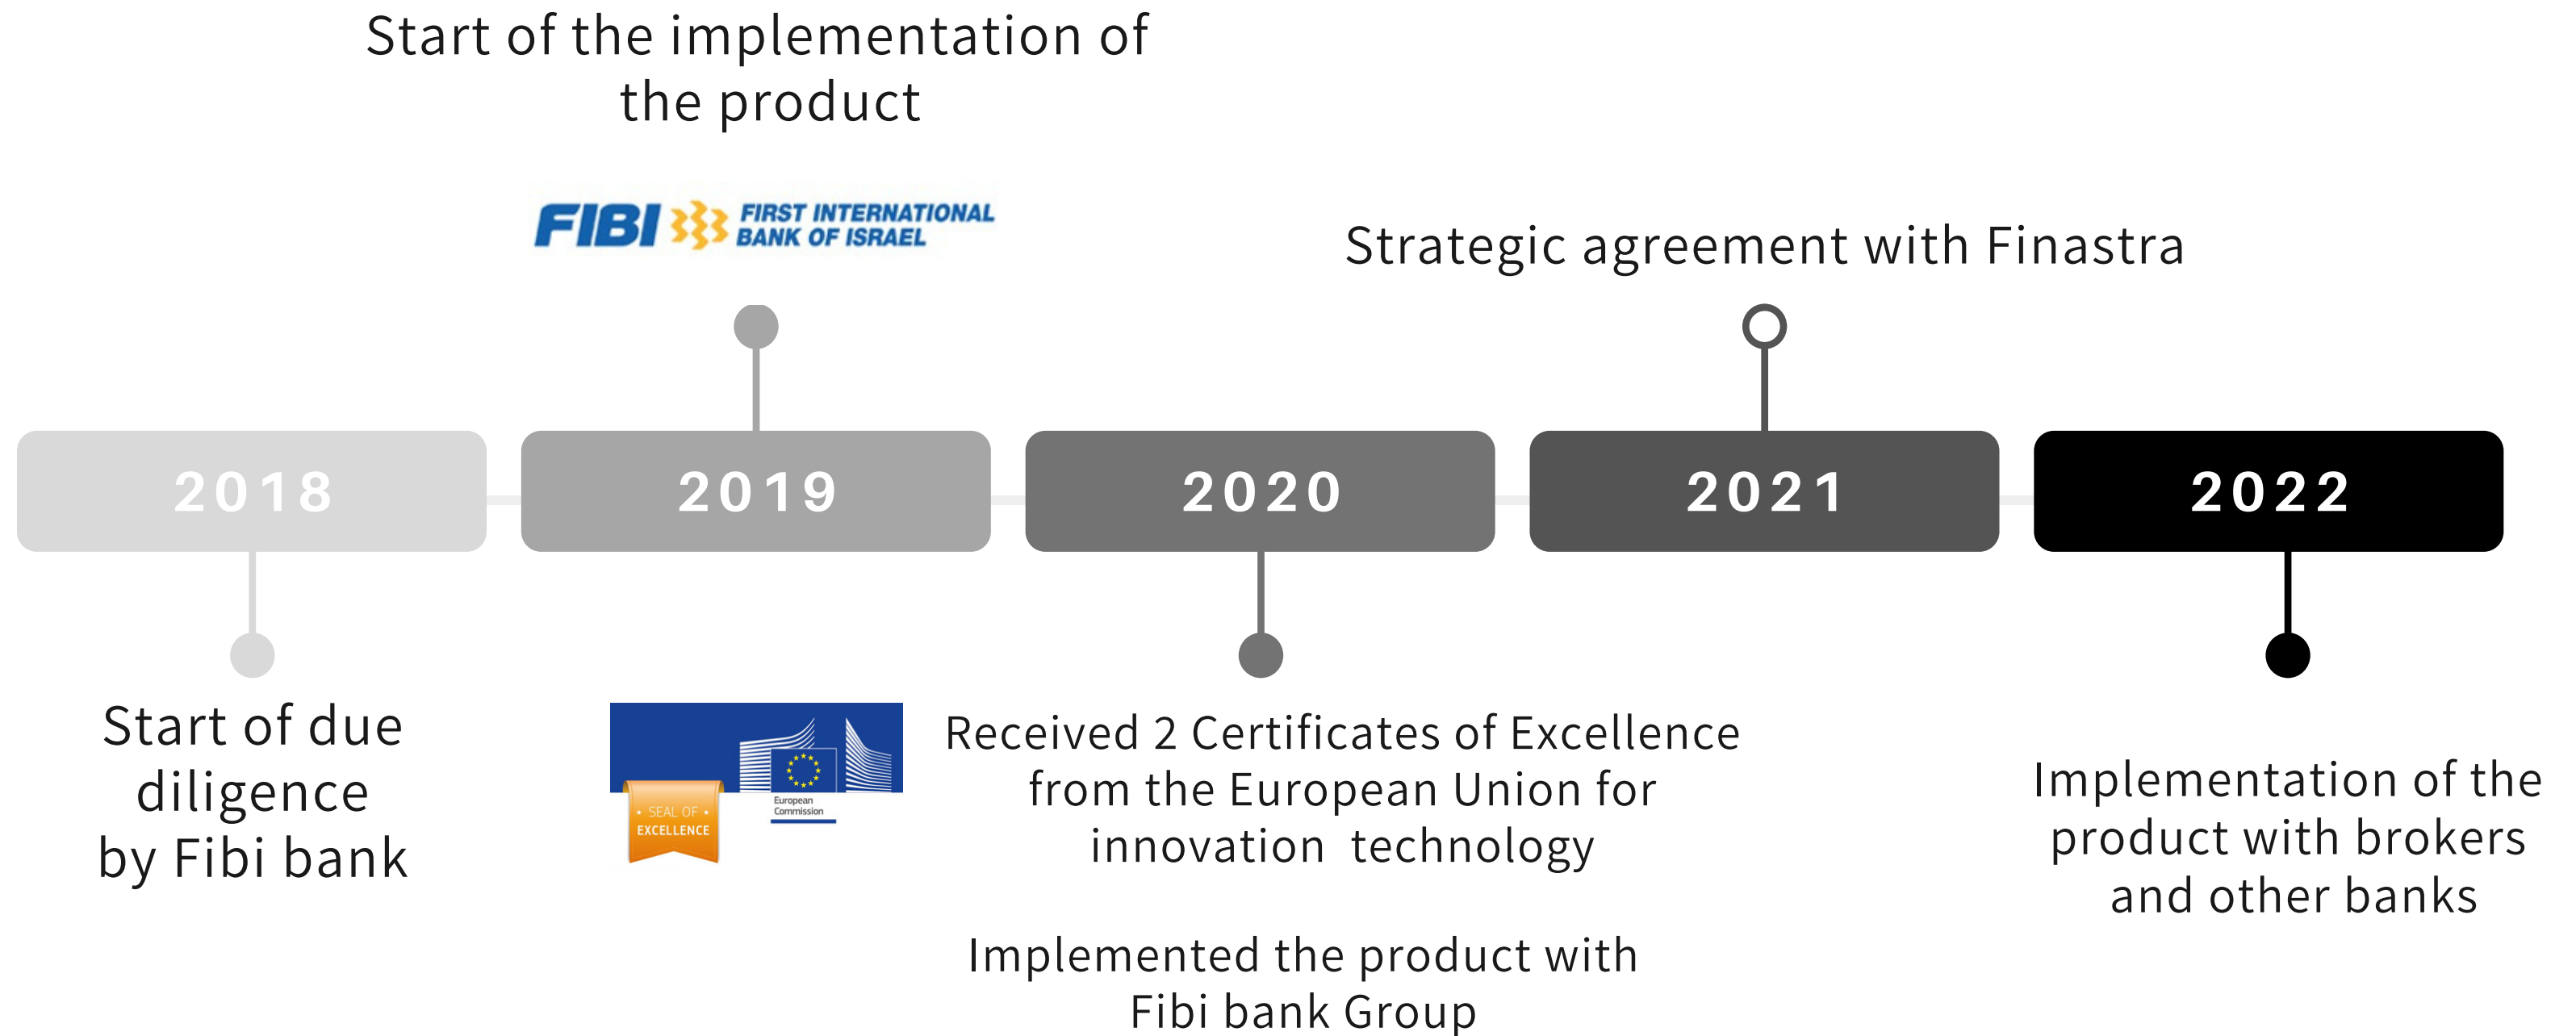 Start of the implementation of
the product
FIBI FIRST INTERNATIONAL
BANK OF ISRAEL
Strategic agreement with Finastra
2018
2019
2020
2021
2022
Start of due
diligence
by Fibi bank
• SEAL OF •
EXCELLENCE
European
Commission
Received 2 Certificates of Excellence
from the European Union for
innovation technology
Implemented the product with
Fibi bank Group
Implementation of the
product with brokers
and other banks